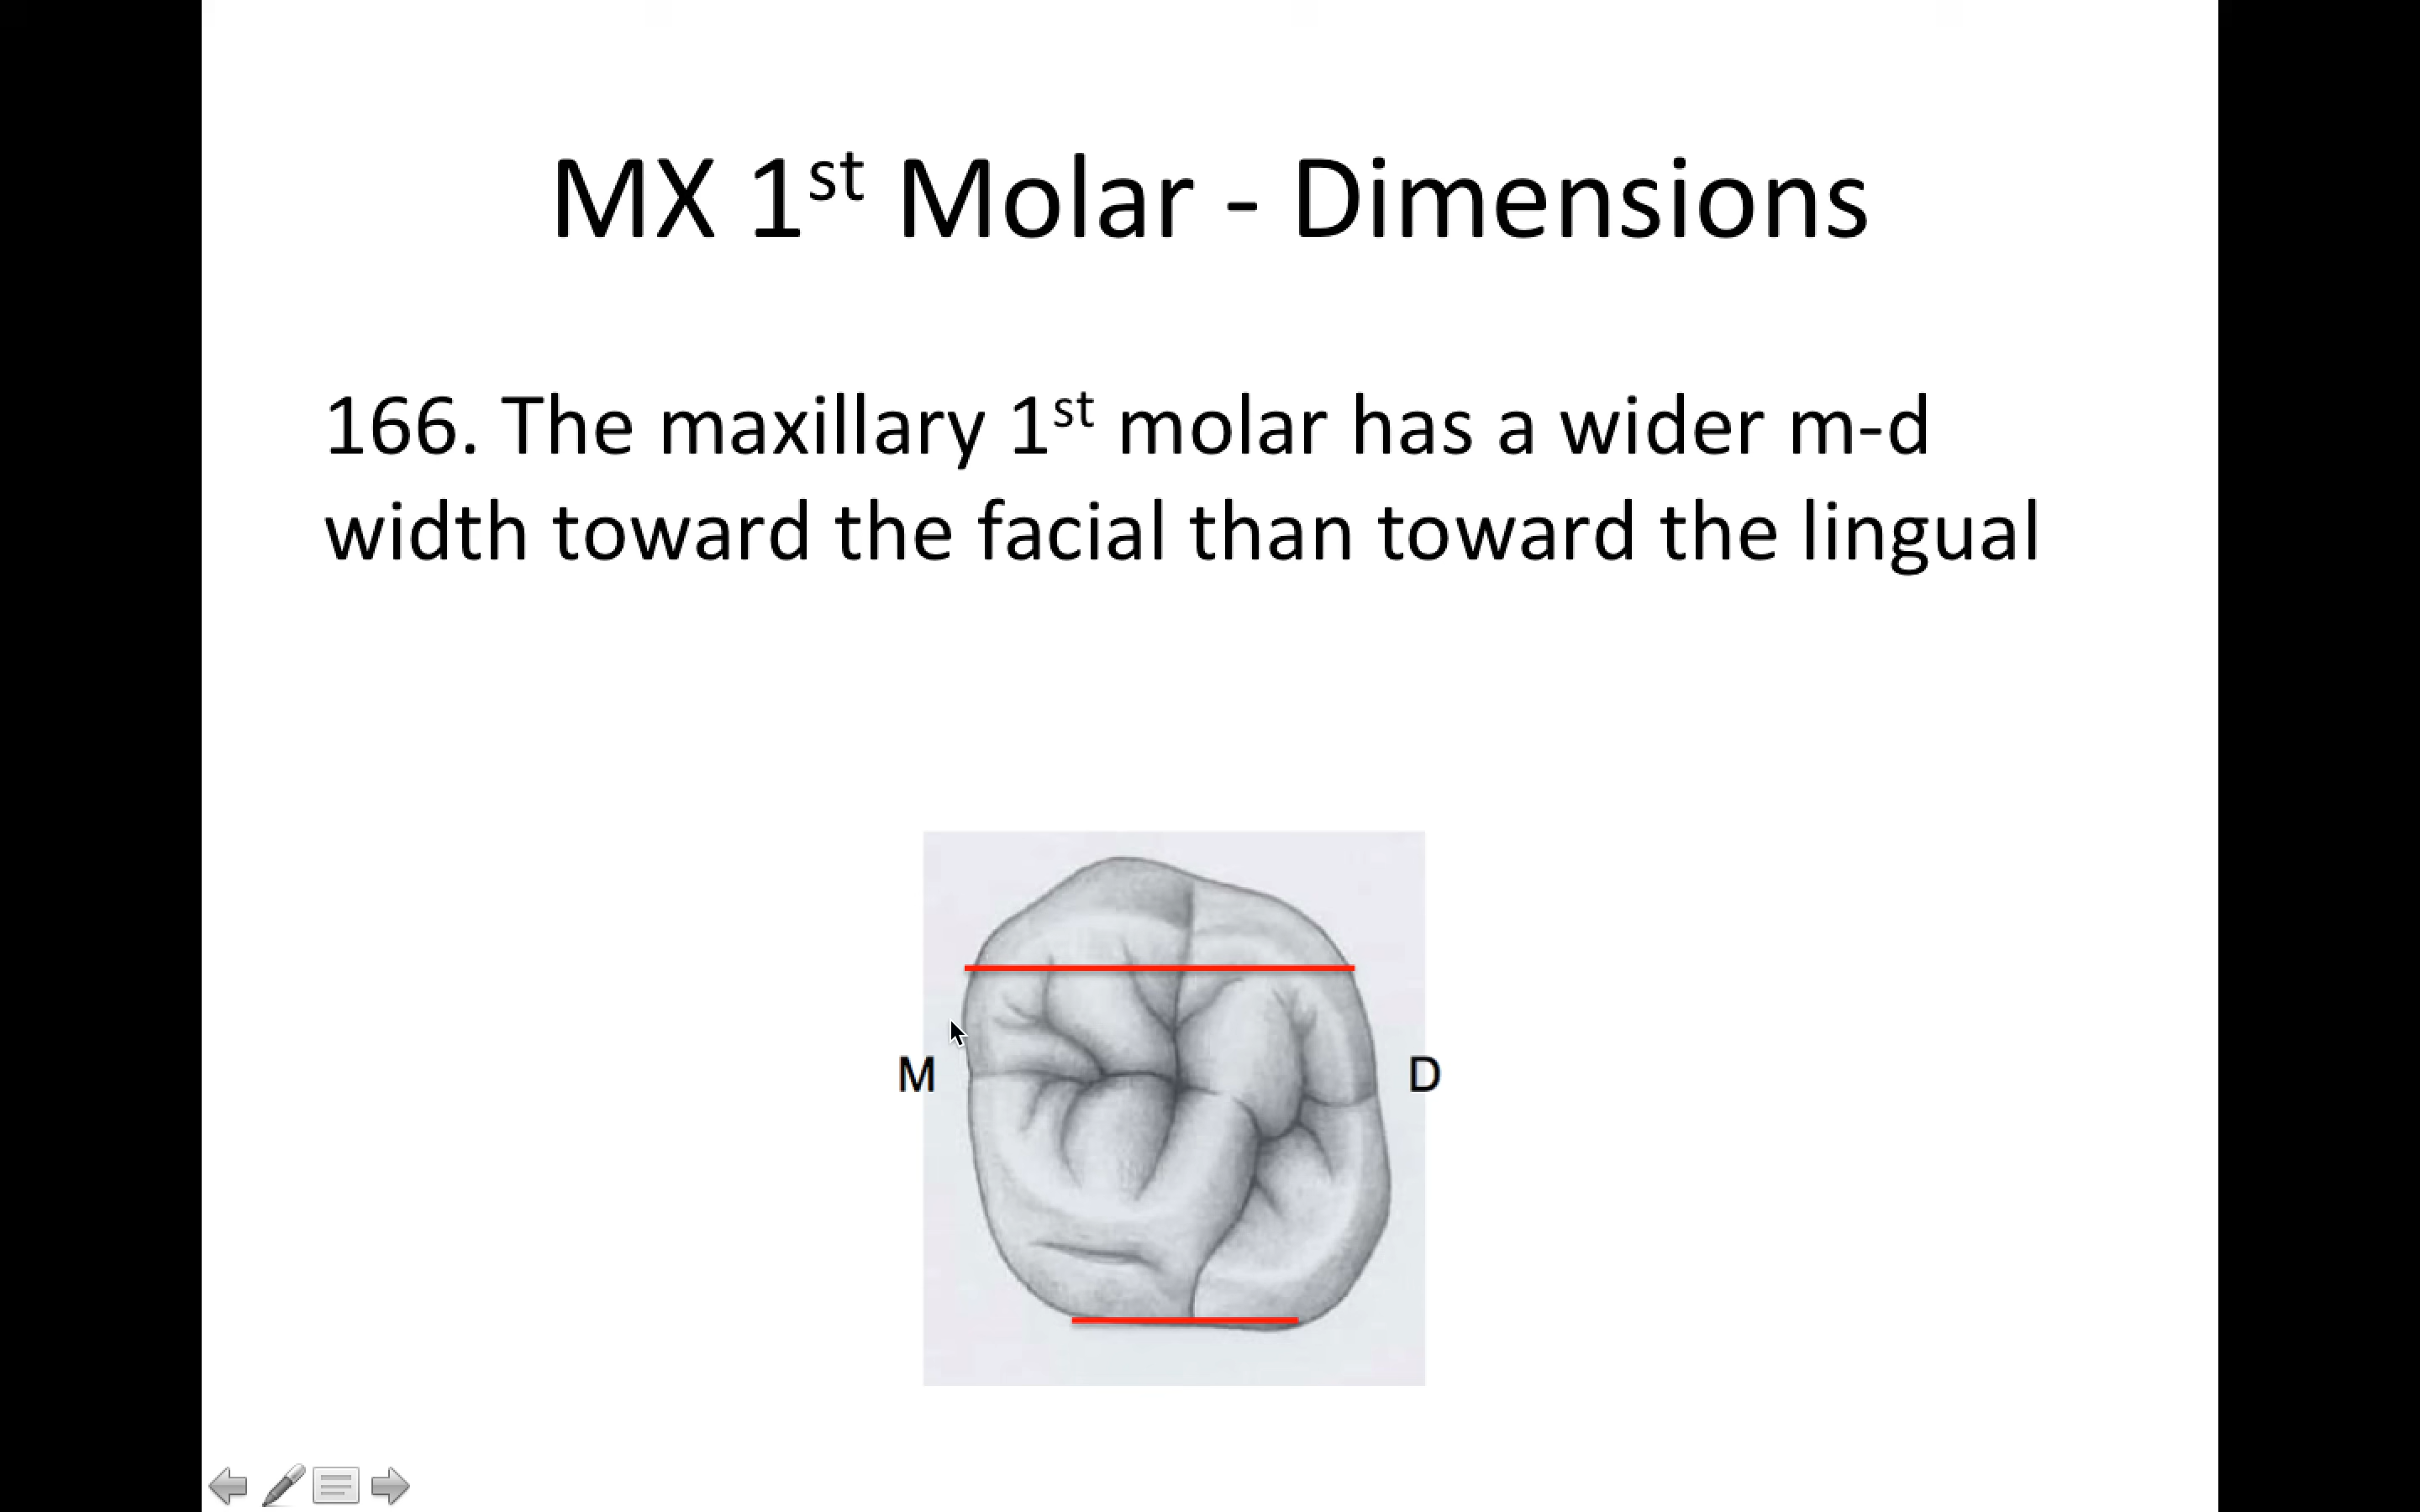 MX 1st Molar - Dimensions
166. The maxillary 1st molar has a wider m-d
width toward the facial than toward the lingual
M
D